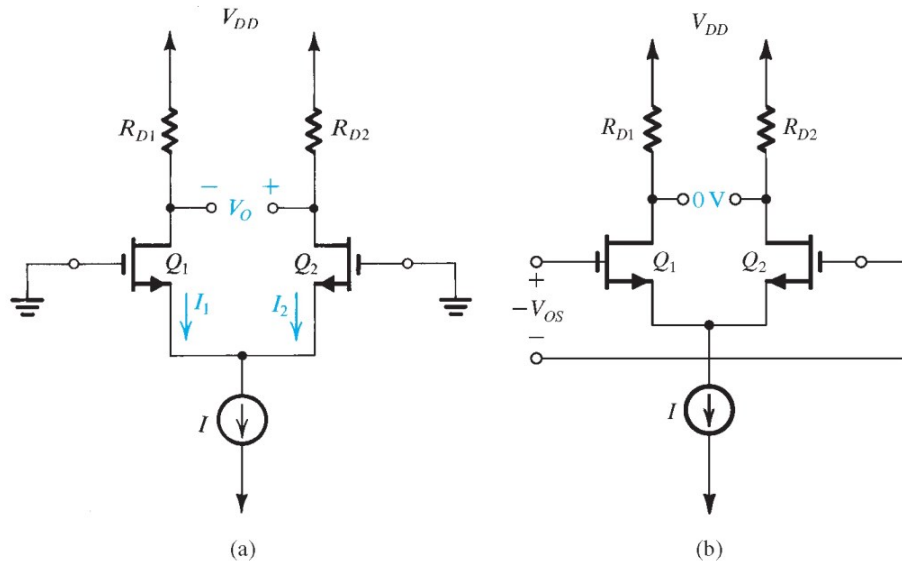 V_DD
R_D1 R_D2
− V_O +
Q_1 Q_2
I_1 I_2
I
(a)
V_DD
R_D1 R_D2
0 V
Q_1 Q_2
+
−V_OS
−
I
(b)